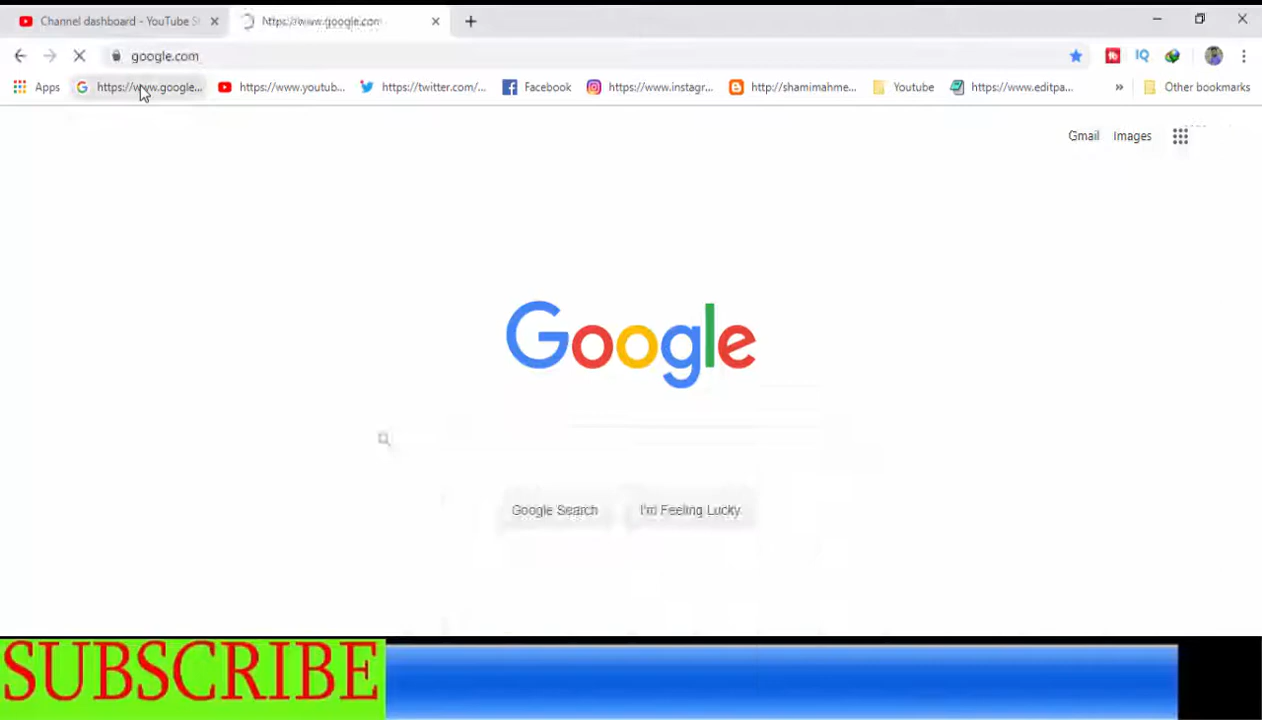 Channel dashboard - YouTube St
https://www.google.com
google.com
Apps
https://www.google...
https://www.youtub...
https://twitter.com/...
Facebook
https://www.instagr...
http://shamimahme...
Youtube
https://www.editpa...
»
Other bookmarks
IQ
Gmail
Images
Google
Google Search
I'm Feeling Lucky
SUBSCRIBE